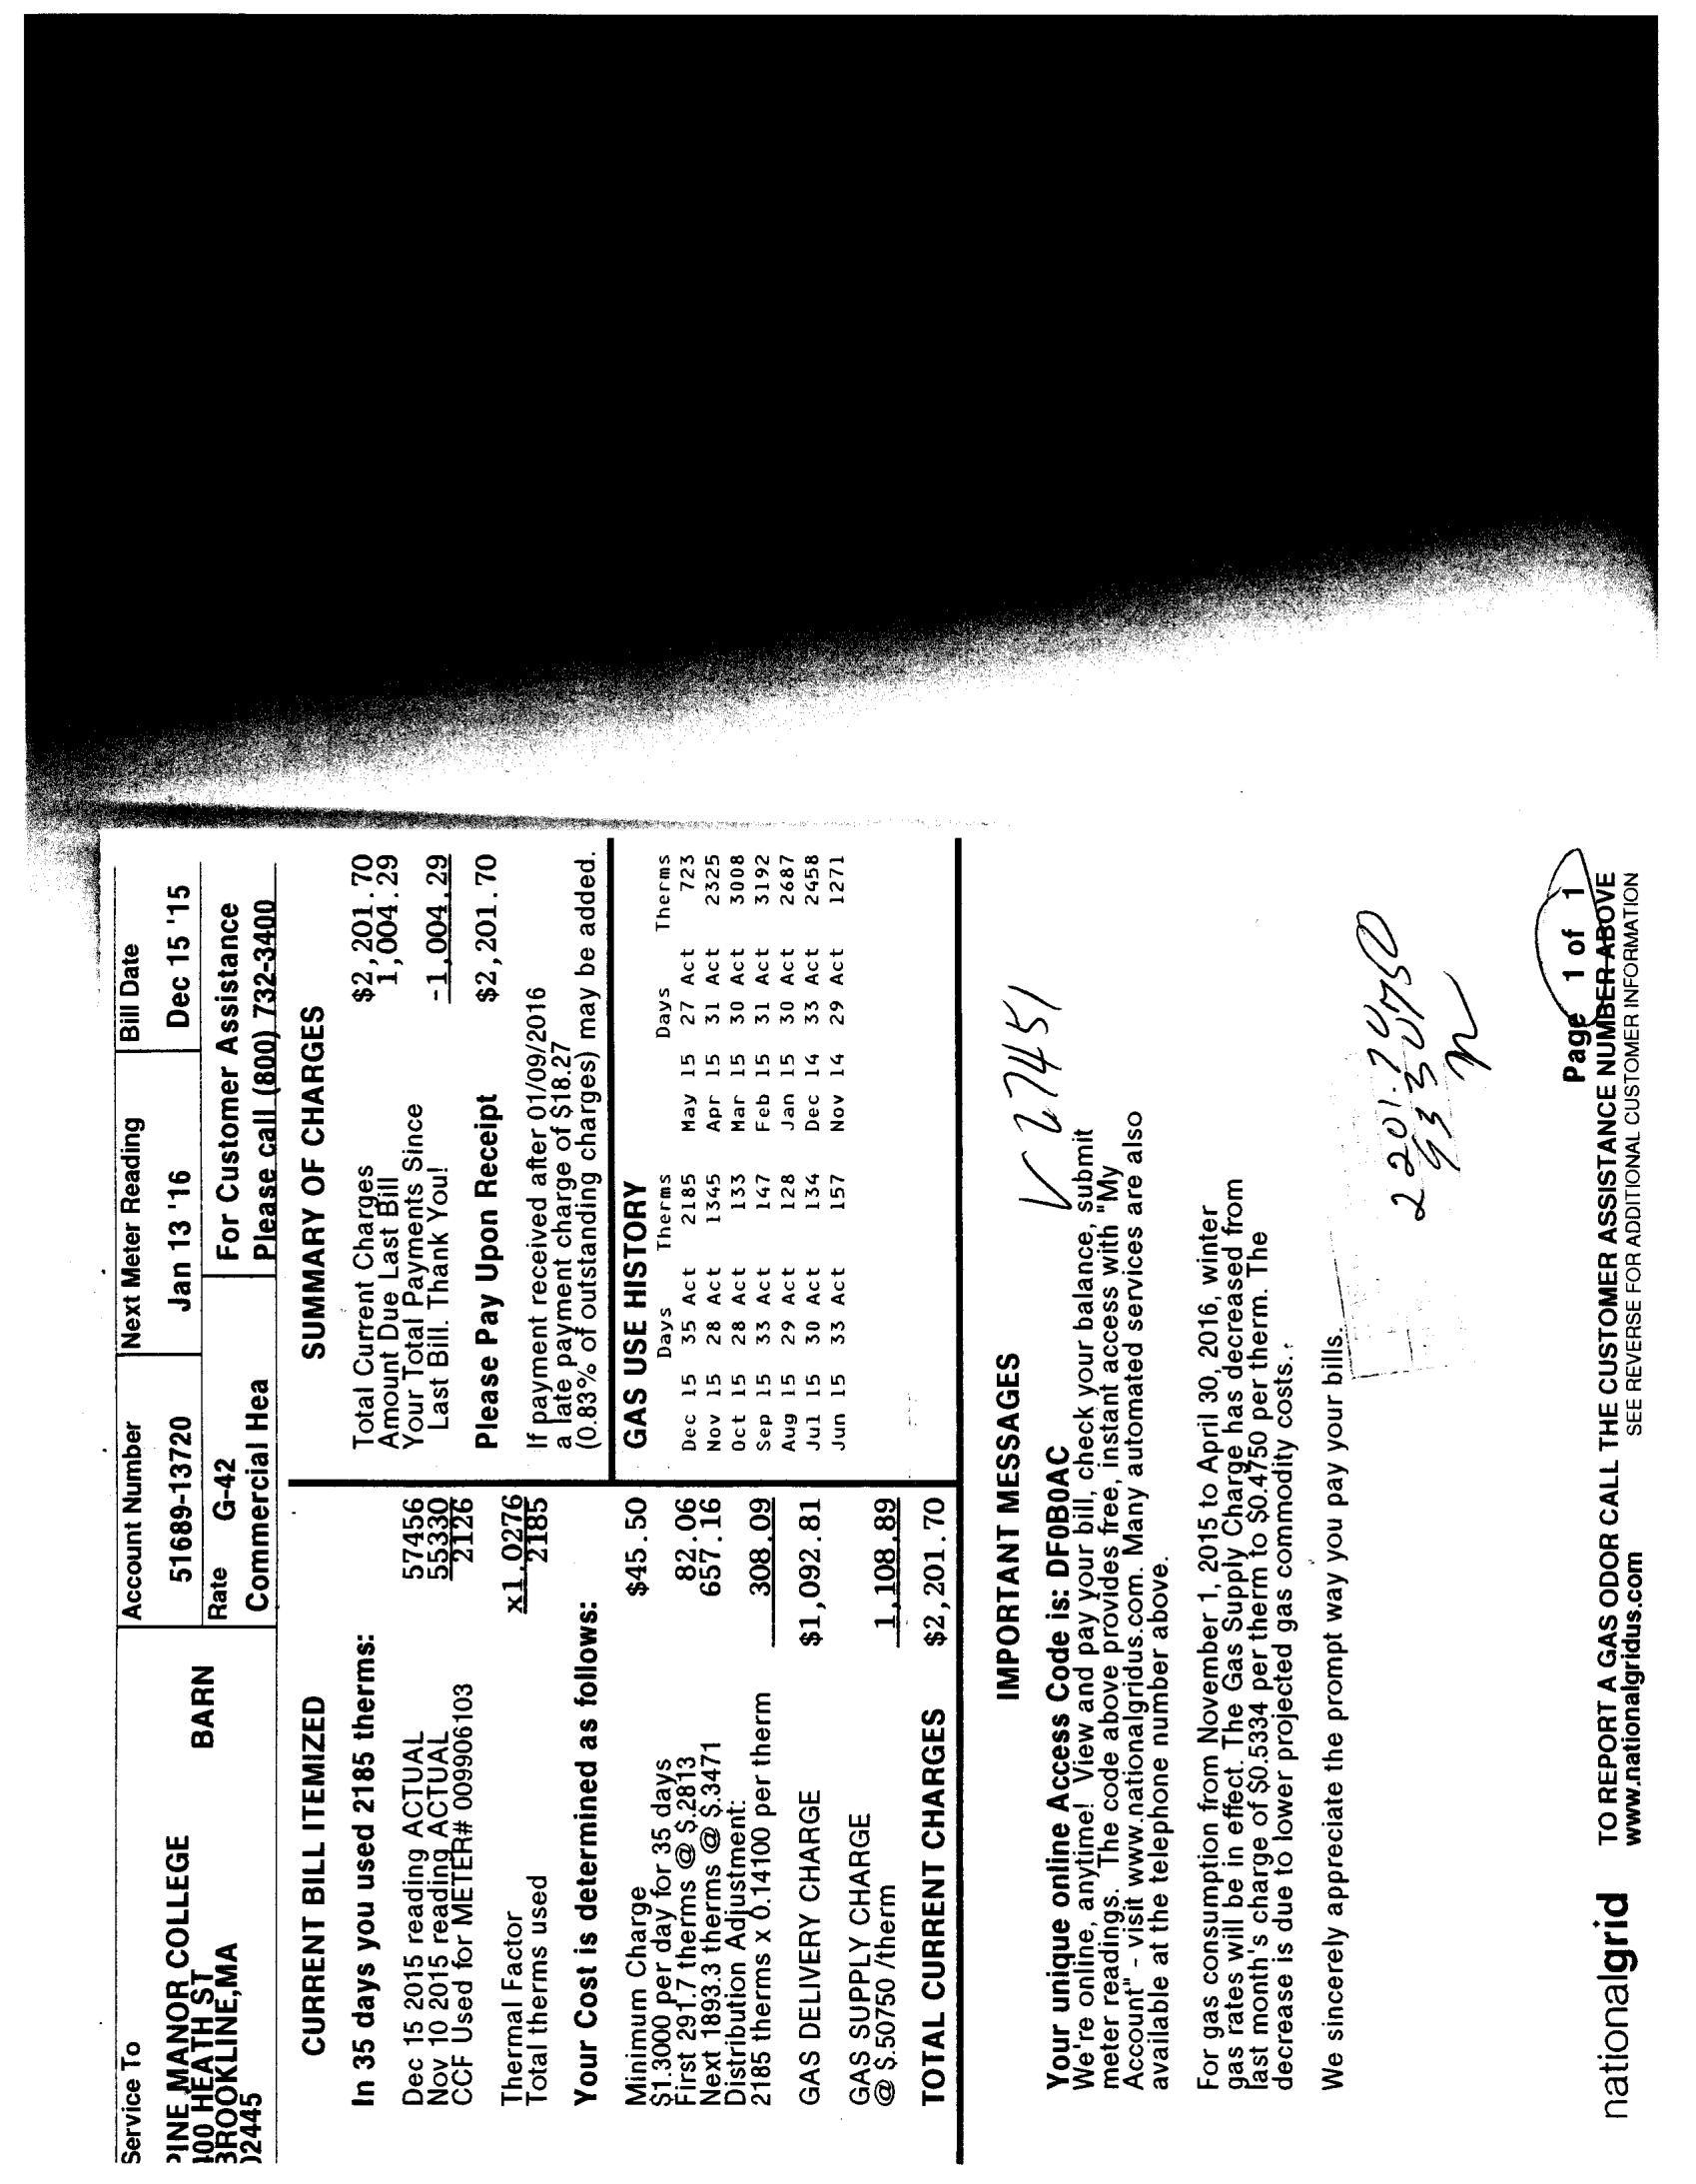 Service To
Account Number
Next Meter Reading
Bill Date
PINE MANOR COLLEGE
400 HEATH ST BARN
BROOKLINE,MA
02445
51689-13720
Jan 13 '16
Dec 15 '15
Rate G-42
Commercial Hea
For Customer Assistance
Please call (800) 732-3400
CURRENT BILL ITEMIZED
In 35 days you used 2185 therms:
Dec 15 2015 reading ACTUAL 57456
Nov 10 2015 reading ACTUAL 55330
CCF Used for METER# 009906103 2126
Thermal Factor x1.0276
Total therms used 2185
Your Cost is determined as follows:
Minimum Charge
$1.3000 per day for 35 days $45.50
First 291.7 therms @ $.2813 82.06
Next 1893.3 therms @ $.3471 657.16
Distribution Adjustment:
2185 therms x 0.14100 per therm 308.09
GAS DELIVERY CHARGE $1,092.81
GAS SUPPLY CHARGE
@ $.50750 /therm 1,108.89
TOTAL CURRENT CHARGES $2,201.70
SUMMARY OF CHARGES
Total Current Charges $2,201.70
Amount Due Last Bill 1,004.29
Your Total Payments Since
Last Bill. Thank You! -1,004.29
Please Pay Upon Receipt $2,201.70
If payment received after 01/09/2016
a late payment charge of $18.27
(0.83% of outstanding charges) may be added.
GAS USE HISTORY
Days Therms Days Therms
Dec 15 35 Act 2185 May 15 27 Act 723
Nov 15 28 Act 1345 Apr 15 31 Act 2325
Oct 15 28 Act 133 Mar 15 30 Act 3008
Sep 15 33 Act 147 Feb 15 31 Act 3192
Aug 15 29 Act 128 Jan 15 30 Act 2687
Jul 15 30 Act 134 Dec 14 33 Act 2458
Jun 15 33 Act 157 Nov 14 29 Act 1271
IMPORTANT MESSAGES
V 27451
Your unique online Access Code is: DF0B0AC
We're online, anytime! View and pay your bill, check your balance, submit
meter readings. The code above provides free, instant access with "My
Account" - visit www.nationalgridus.com. Many automated services are also
available at the telephone number above.
For gas consumption from November 1, 2015 to April 30, 2016, winter
gas rates will be in effect. The Gas Supply Charge has decreased from
last month's charge of $0.5334 per therm to $0.4750 per therm. The
decrease is due to lower projected gas commodity costs.
We sincerely appreciate the prompt way you pay your bills.
2201.70
Page 1 of 1
nationalgrid
TO REPORT A GAS ODOR CALL THE CUSTOMER ASSISTANCE NUMBER ABOVE
www.nationalgridus.com
SEE REVERSE FOR ADDITIONAL CUSTOMER INFORMATION